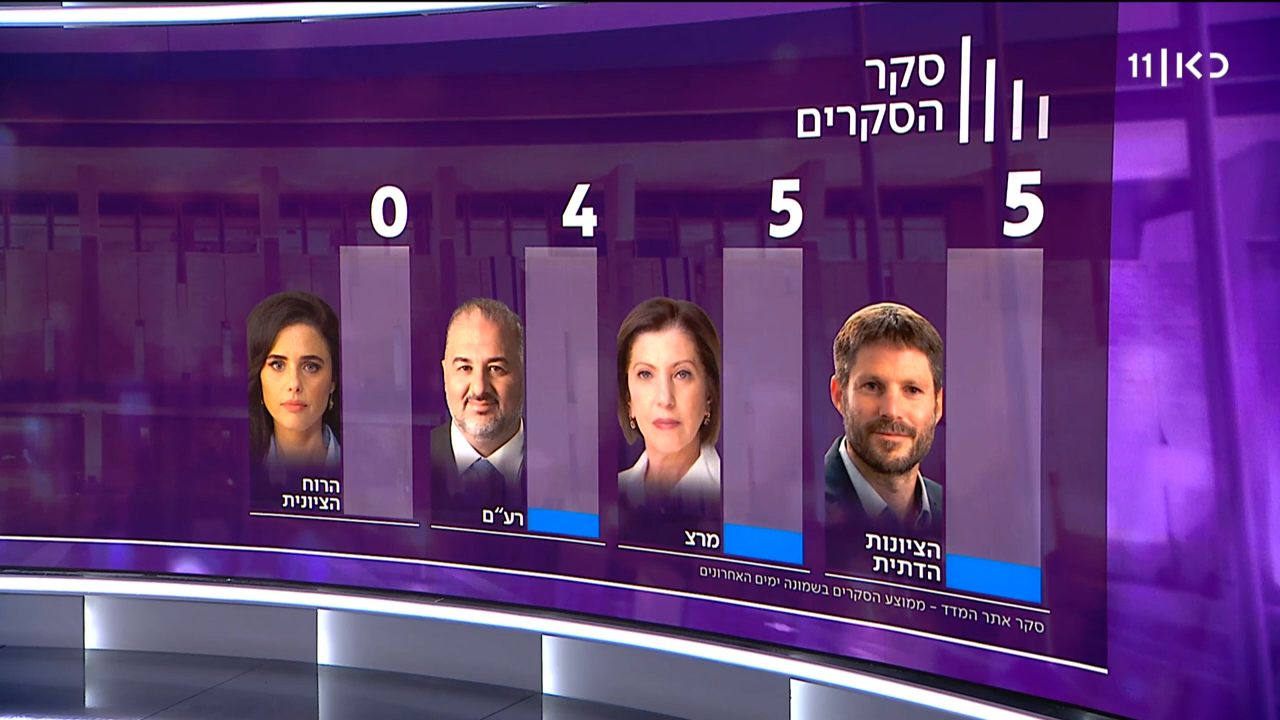 כאן 11
סקר
הסקרים
5
5
4
0
הציונות
הדתית
מרצ
רע״ם
הרוח
הציונית
סקר אתר המדד – ממוצע הסקרים בשמונה ימים האחרונים